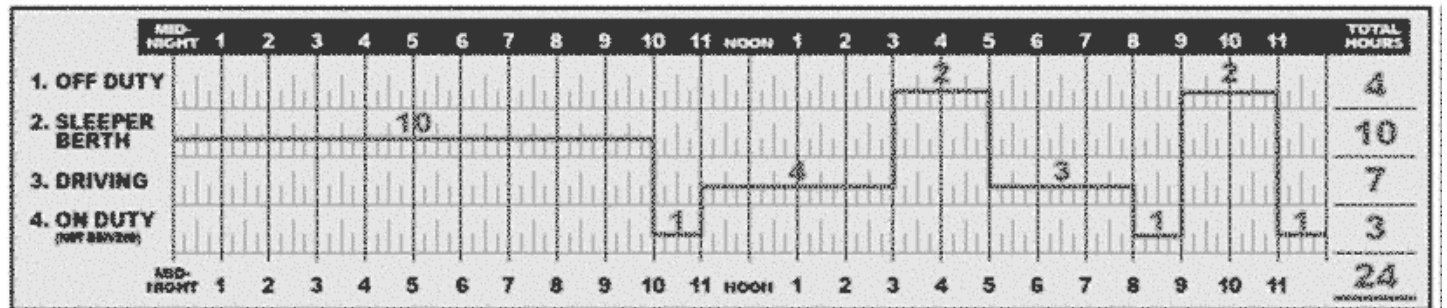 MID-NIGHT 1 2 3 4 5 6 7 8 9 10 11 NOON 1 2 3 4 5 6 7 8 9 10 11 TOTAL HOURS
1. OFF DUTY 2 2 4
2. SLEEPER BERTH 10 10
3. DRIVING 4 3 7
4. ON DUTY 1 1 1 3
(NOT DRIVING)
MID-NIGHT 1 2 3 4 5 6 7 8 9 10 11 NOON 1 2 3 4 5 6 7 8 9 10 11 24